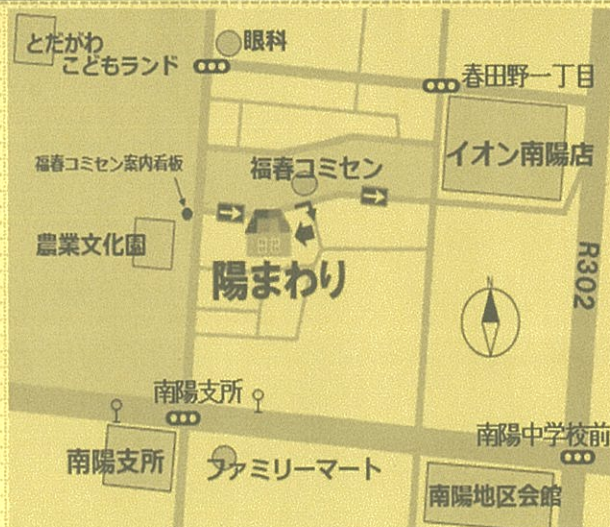 とだがわ
こどもランド
眼科
春田野一丁目
イオン南陽店
福春コミセン
福春コミセン案内看板
農業文化園
陽まわり
R302
N
南陽支所
南陽支所
ファミリーマート
南陽中学校前
南陽地区会館